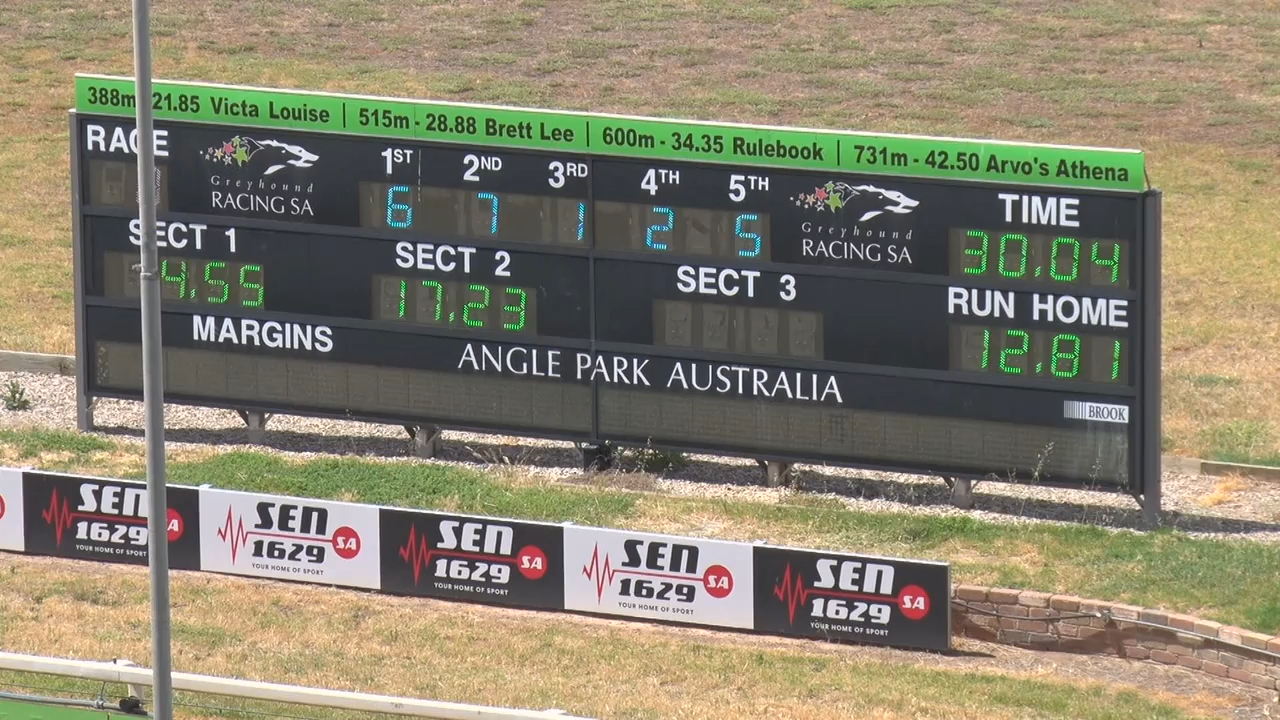 388m-21.85 Victa Louise | 515m - 28.88 Brett Lee | 600m - 34.35 Rulebook | 731m - 42.50 Arvo's Athena
RACE
Greyhound
RACING SA
1ST 2ND 3RD 4TH 5TH
6 7 1 2 5
Greyhound
RACING SA
TIME
30.04
SECT 1
4.55
SECT 2
17.23
SECT 3
RUN HOME
12.81
MARGINS
ANGLE PARK AUSTRALIA
BROOK
SEN
1629 SA
YOUR HOME OF SPORT
SEN
1629 SA
YOUR HOME OF SPORT
SEN
1629 SA
YOUR HOME OF SPORT
SEN
1629 SA
YOUR HOME OF SPORT
SEN
1629 SA
YOUR HOME OF SPORT